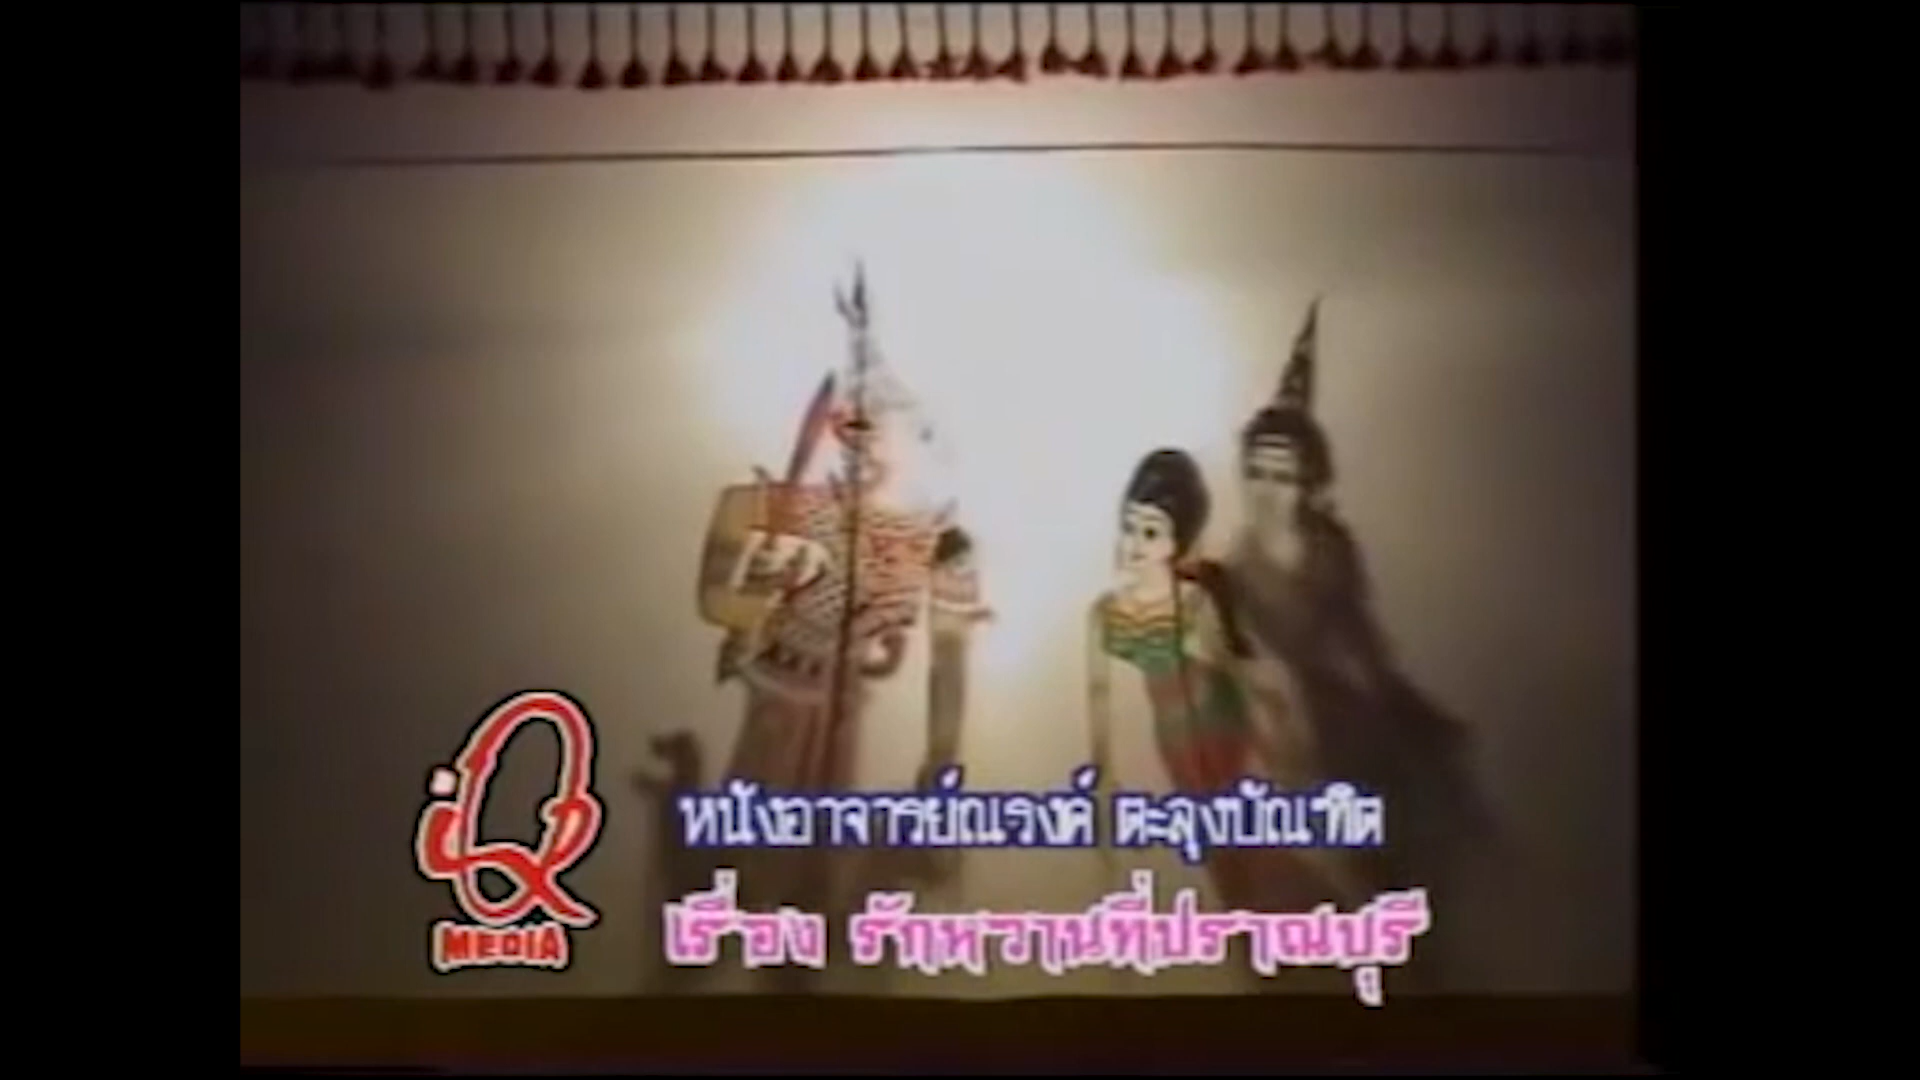 หนังอาจารย์ณรงค์ ตะลุงบัณฑิต
เรื่อง รักหวานที่ปราณบุรี
Q
MEDIA